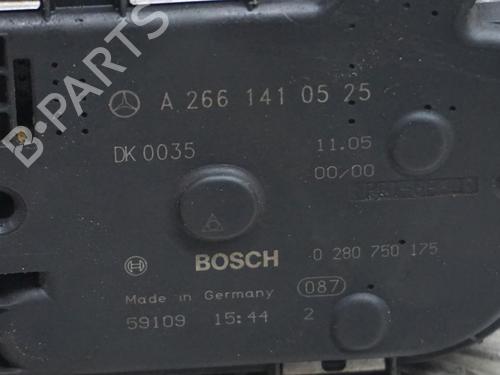 B-PARTS
A 266 141 05 25
DK 0035
11.05
00/00
BOSCH
0 280 750 175
Made in Germany
087
59109 15:44 2